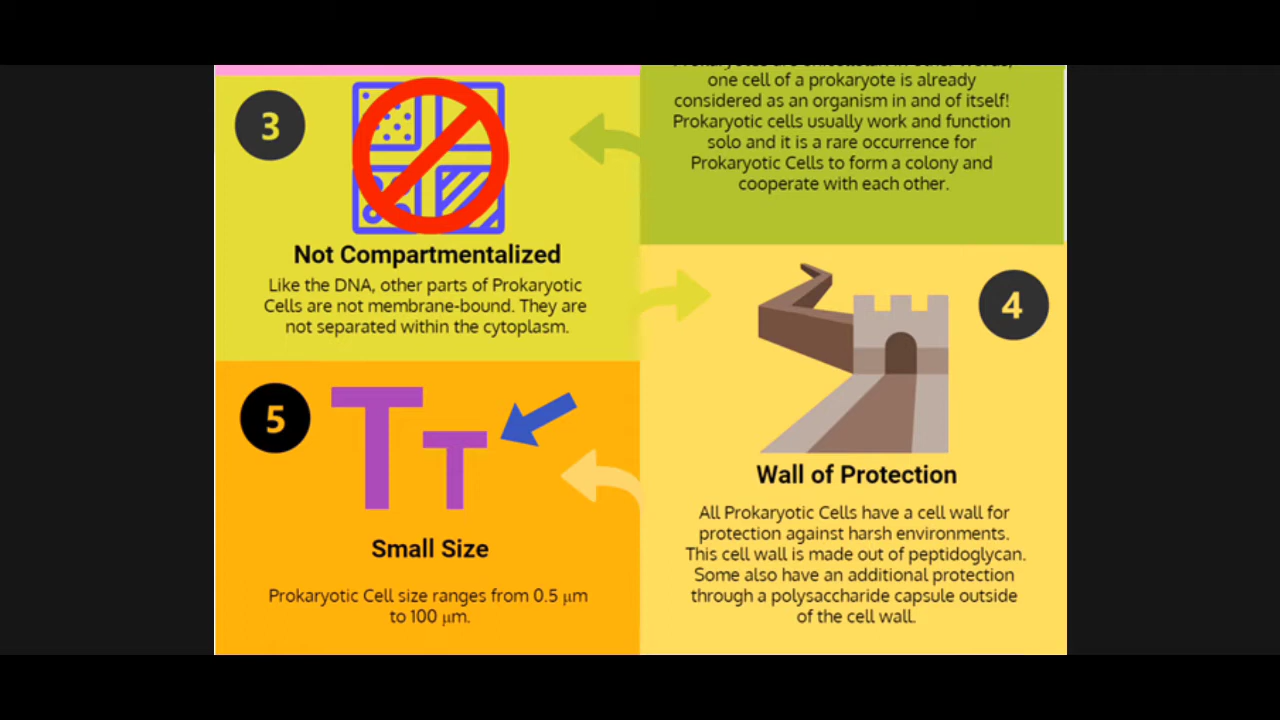 one cell of a prokaryote is already
considered as an organism in and of itself!
Prokaryotic cells usually work and function
solo and it is a rare occurrence for
Prokaryotic Cells to form a colony and
cooperate with each other.
3
Not Compartmentalized
Like the DNA, other parts of Prokaryotic
Cells are not membrane-bound. They are
not separated within the cytoplasm.
4
Wall of Protection
All Prokaryotic Cells have a cell wall for
protection against harsh environments.
This cell wall is made out of peptidoglycan.
Some also have an additional protection
through a polysaccharide capsule outside
of the cell wall.
5
TT
Small Size
Prokaryotic Cell size ranges from 0.5 μm
to 100 μm.